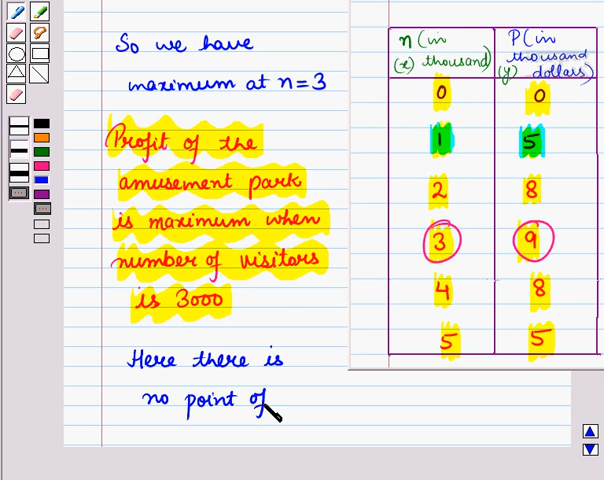 So we have
maximum at n=3
Profit of the
amusement park
is maximum when
number of visitors
is 3000
Here there is
no point of
n (in P(in
(x) thousand) thousand
(y) dollars)
0 0
1 5
2 8
3 9
4 8
5 5